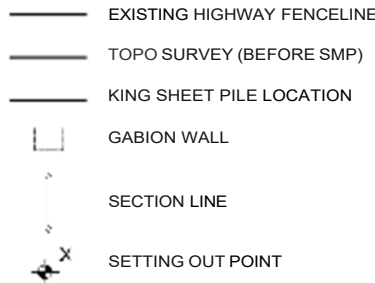 EXISTING HIGHWAY FENCELINE
TOPO SURVEY (BEFORE SMP)
KING SHEET PILE LOCATION
GABION WALL
SECTION LINE
X
SETTING OUT POINT